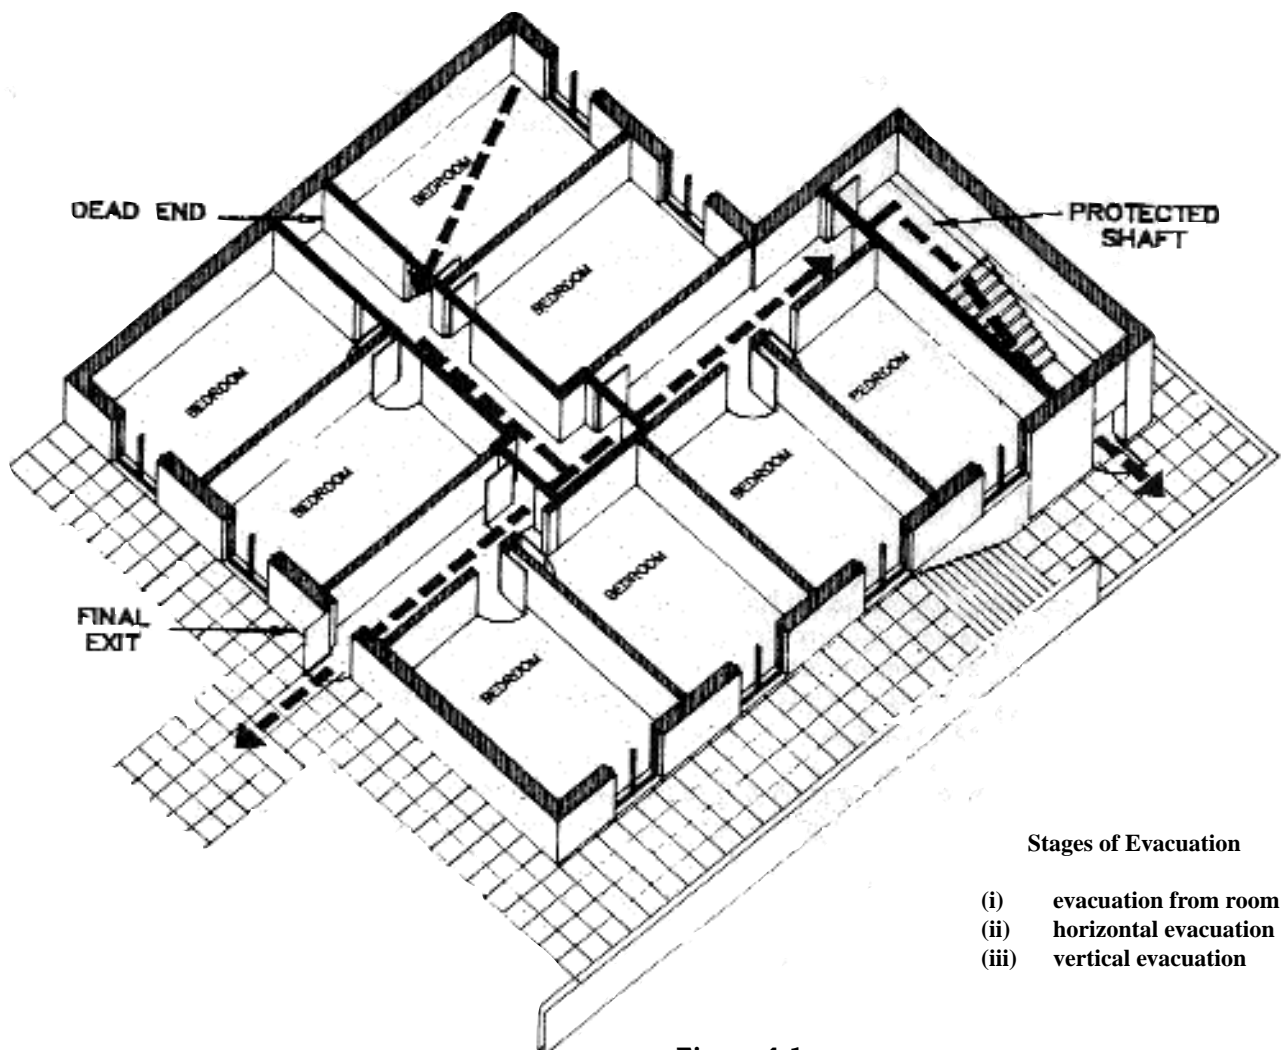 BEDROOM
DEAD END
PROTECTED
SHAFT
BEDROOM
BEDROOM
BEDROOM
BEDROOM
BEDROOM
BEDROOM
FINAL
EXIT
BEDROOM
Stages of Evacuation
(i) evacuation from room
(ii) horizontal evacuation
(iii) vertical evacuation